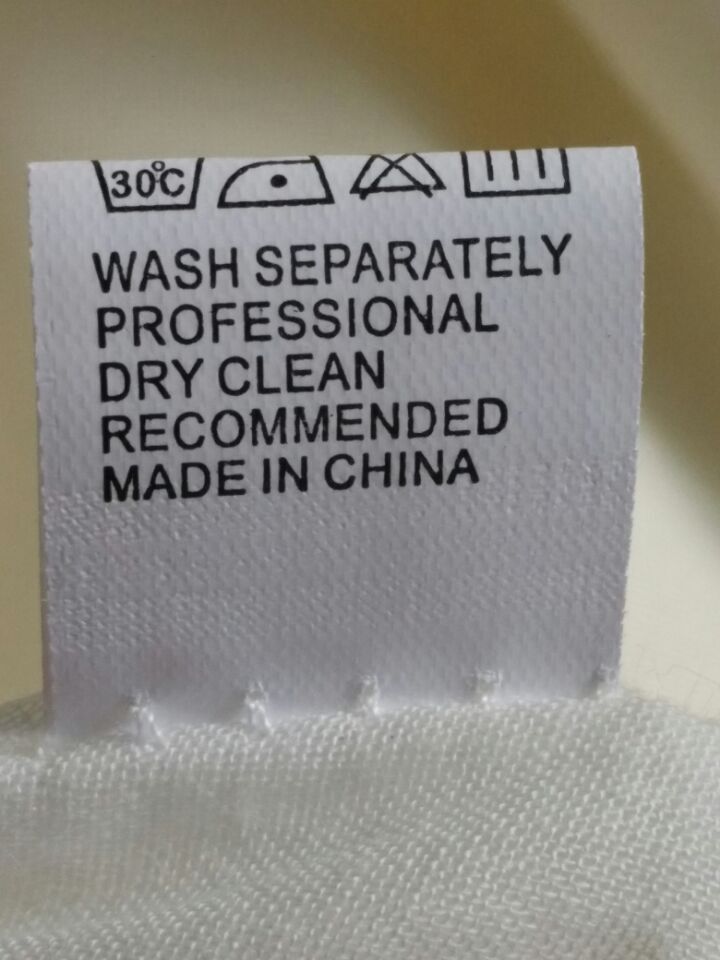 30°C
WASH SEPARATELY
PROFESSIONAL
DRY CLEAN
RECOMMENDED
MADE IN CHINA